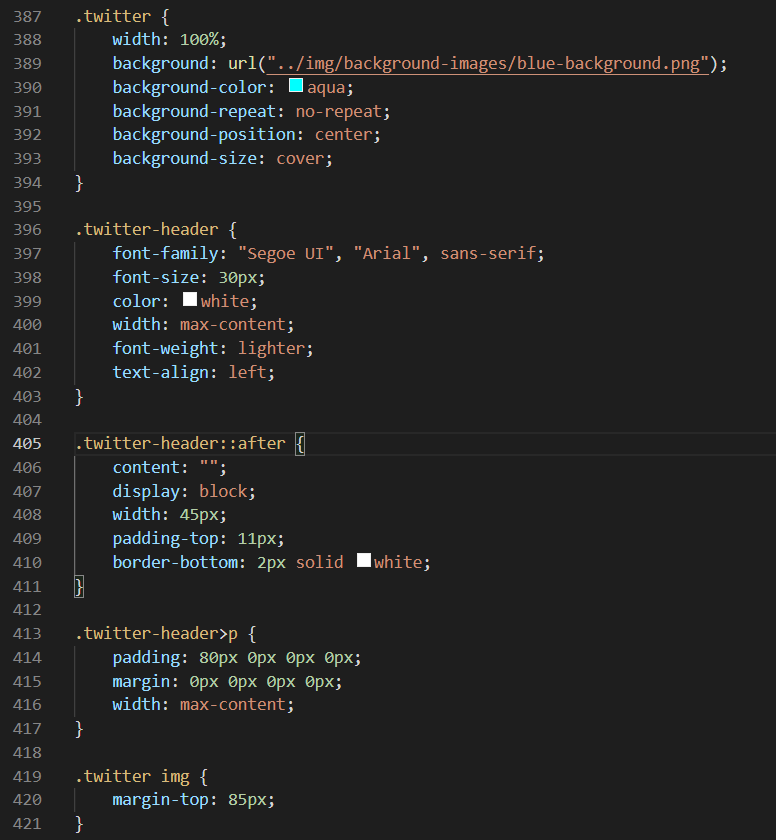 387 .twitter {
388     width: 100%;
389     background: url("../img/background-images/blue-background.png");
390     background-color: aqua;
391     background-repeat: no-repeat;
392     background-position: center;
393     background-size: cover;
394 }
395
396 .twitter-header {
397     font-family: "Segoe UI", "Arial", sans-serif;
398     font-size: 30px;
399     color: white;
400     width: max-content;
401     font-weight: lighter;
402     text-align: left;
403 }
404
405 .twitter-header::after {
406     content: "";
407     display: block;
408     width: 45px;
409     padding-top: 11px;
410     border-bottom: 2px solid white;
411 }
412
413 .twitter-header>p {
414     padding: 80px 0px 0px 0px;
415     margin: 0px 0px 0px 0px;
416     width: max-content;
417 }
418
419 .twitter img {
420     margin-top: 85px;
421 }